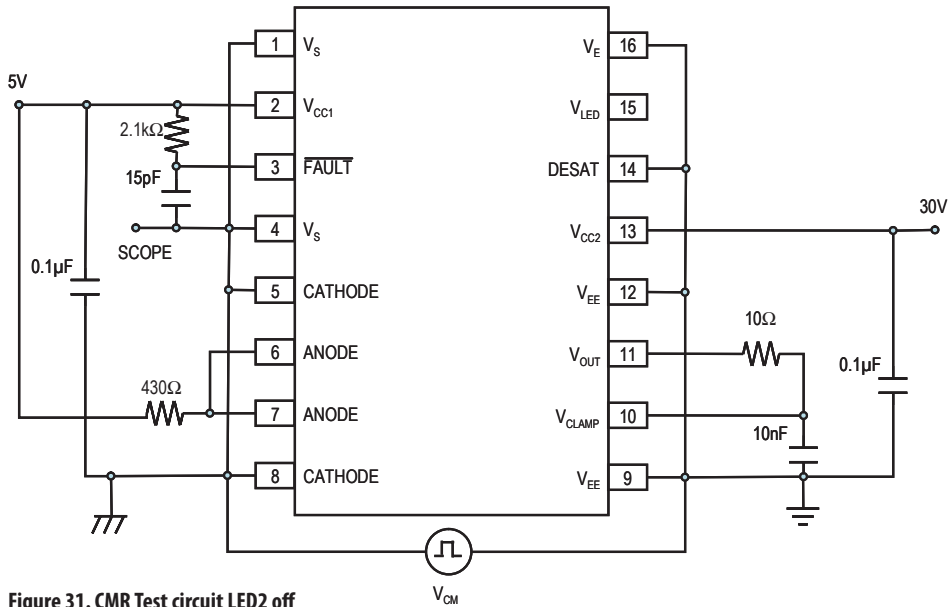 5V
2.1kΩ
15pF
SCOPE
0.1µF
430Ω
1 V_S
2 V_CC1
3 F̅A̅U̅L̅T̅
4 V_S
5 CATHODE
6 ANODE
7 ANODE
8 CATHODE
V_E 16
V_LED 15
DESAT 14
V_CC2 13
V_EE 12
V_OUT 11
V_CLAMP 10
V_EE 9
30V
10Ω
0.1µF
10nF
V_CM
Figure 31. CMR Test circuit LED2 off